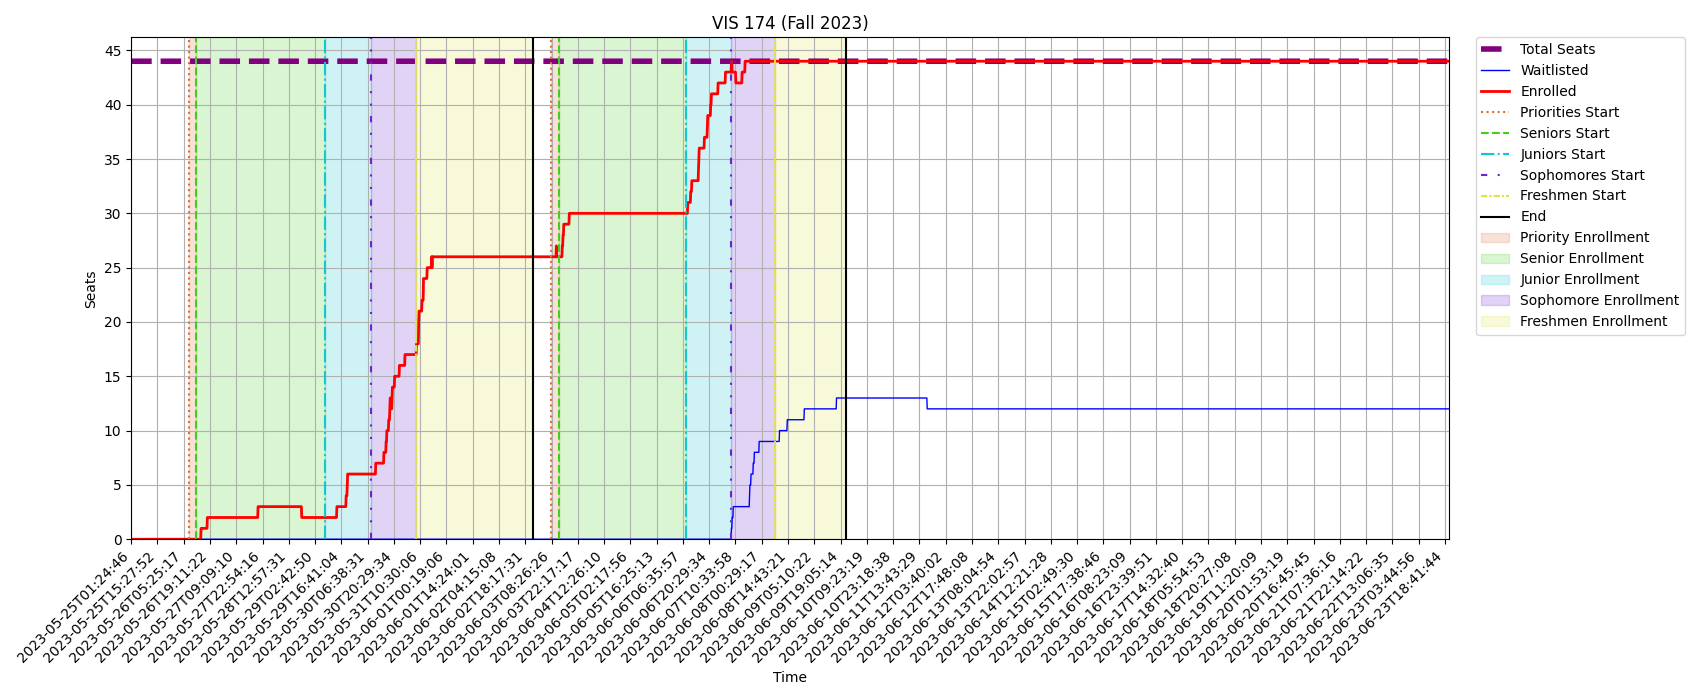 VIS 174 (Fall 2023)
45
40
35
30
25
20
15
10
5
0
Seats
2023-05-25T01:24:46
2023-05-25T15:27:52
2023-05-26T05:25:17
2023-05-26T19:11:22
2023-05-27T09:09:10
2023-05-27T22:54:16
2023-05-28T12:57:31
2023-05-29T02:42:50
2023-05-29T16:41:04
2023-05-30T06:38:31
2023-05-30T20:29:34
2023-05-31T10:30:06
2023-06-01T00:19:06
2023-06-01T14:24:01
2023-06-02T04:15:08
2023-06-02T18:17:31
2023-06-03T08:26:26
2023-06-03T22:17:17
2023-06-04T12:26:10
2023-06-05T02:17:56
2023-06-05T16:25:13
2023-06-06T06:35:57
2023-06-06T20:29:34
2023-06-07T10:33:58
2023-06-08T00:29:17
2023-06-08T14:43:21
2023-06-09T05:10:22
2023-06-09T19:05:14
2023-06-10T09:23:19
2023-06-10T23:18:38
2023-06-11T13:43:29
2023-06-12T03:40:02
2023-06-12T17:48:08
2023-06-13T08:04:54
2023-06-13T22:02:57
2023-06-14T12:21:28
2023-06-15T02:49:30
2023-06-15T17:38:46
2023-06-16T08:23:09
2023-06-16T23:39:51
2023-06-17T14:32:40
2023-06-18T05:54:53
2023-06-18T20:27:08
2023-06-19T11:20:09
2023-06-20T01:53:19
2023-06-20T16:45:45
2023-06-21T07:36:16
2023-06-21T22:14:22
2023-06-22T13:06:35
2023-06-23T03:44:56
2023-06-23T18:41:44
Time
Total Seats
Waitlisted
Enrolled
Priorities Start
Seniors Start
Juniors Start
Sophomores Start
Freshmen Start
End
Priority Enrollment
Senior Enrollment
Junior Enrollment
Sophomore Enrollment
Freshmen Enrollment